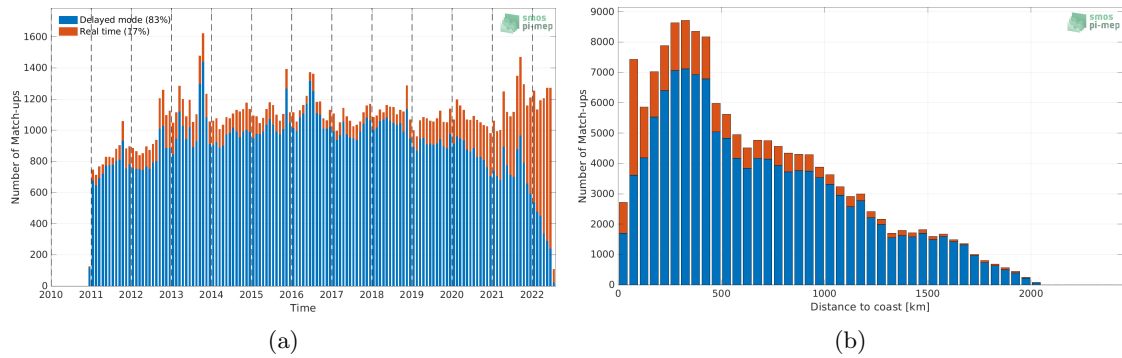 Delayed mode (83%)
Real time (17%)
smos
pi-mep
Number of Match-ups
1600
1400
1200
1000
800
600
400
200
0
2010 2011 2012 2013 2014 2015 2016 2017 2018 2019 2020 2021 2022
Time
(a)
smos
pi-mep
Number of Match-ups
9000
8000
7000
6000
5000
4000
3000
2000
1000
0
0 500 1000 1500 2000
Distance to coast [km]
(b)